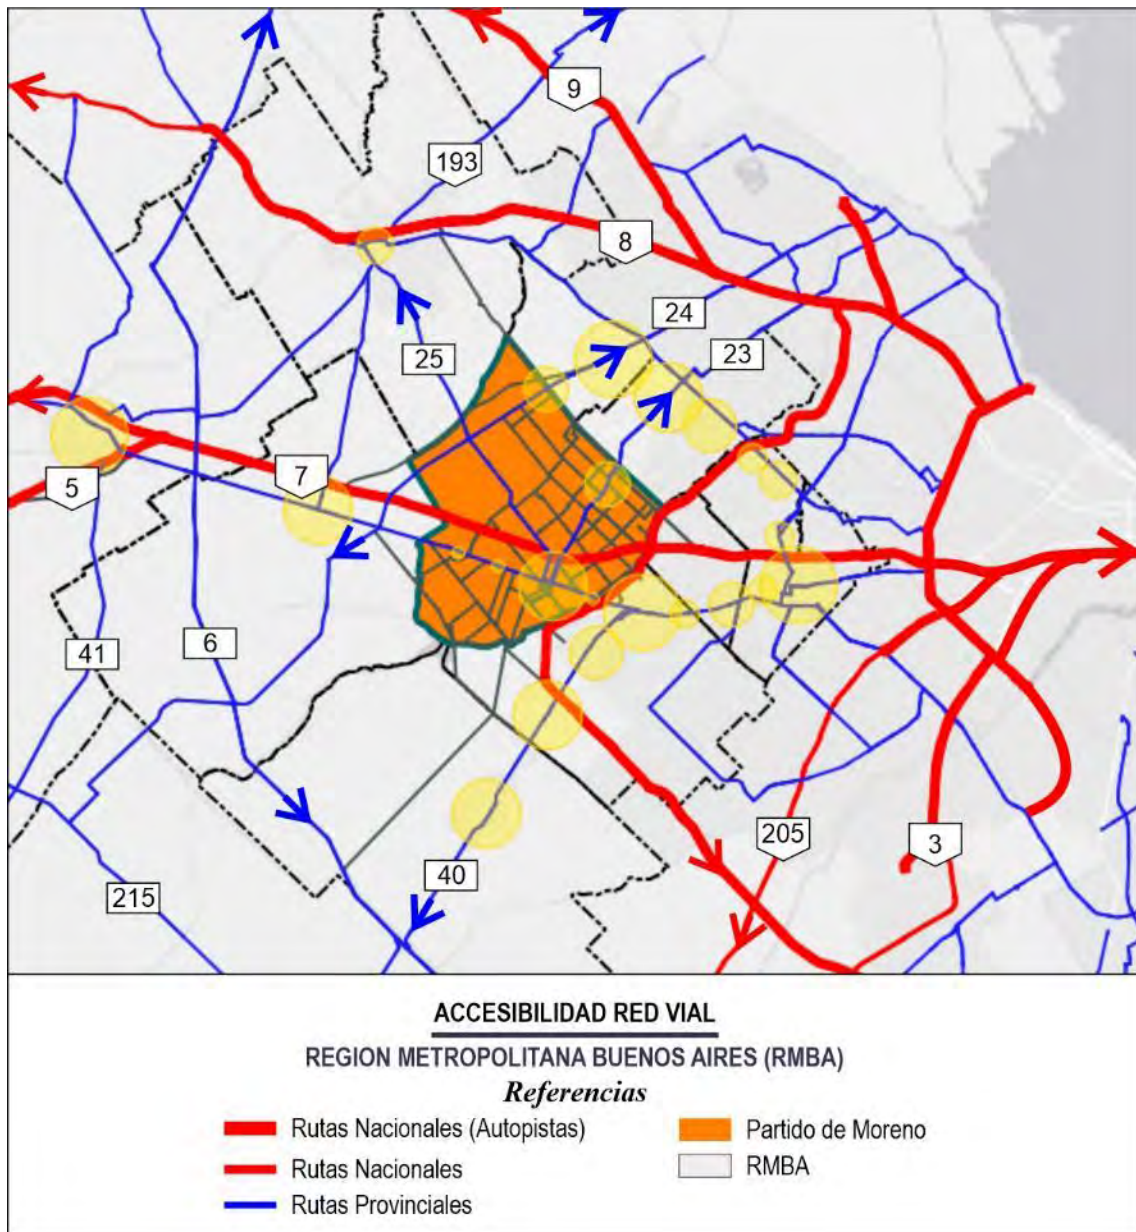 9
193
8
24
23
25
7
5
6
41
205
3
40
215
ACCESIBILIDAD RED VIAL
REGION METROPOLITANA BUENOS AIRES (RMBA)
Referencias
Rutas Nacionales (Autopistas)
Partido de Moreno
Rutas Nacionales
RMBA
Rutas Provinciales